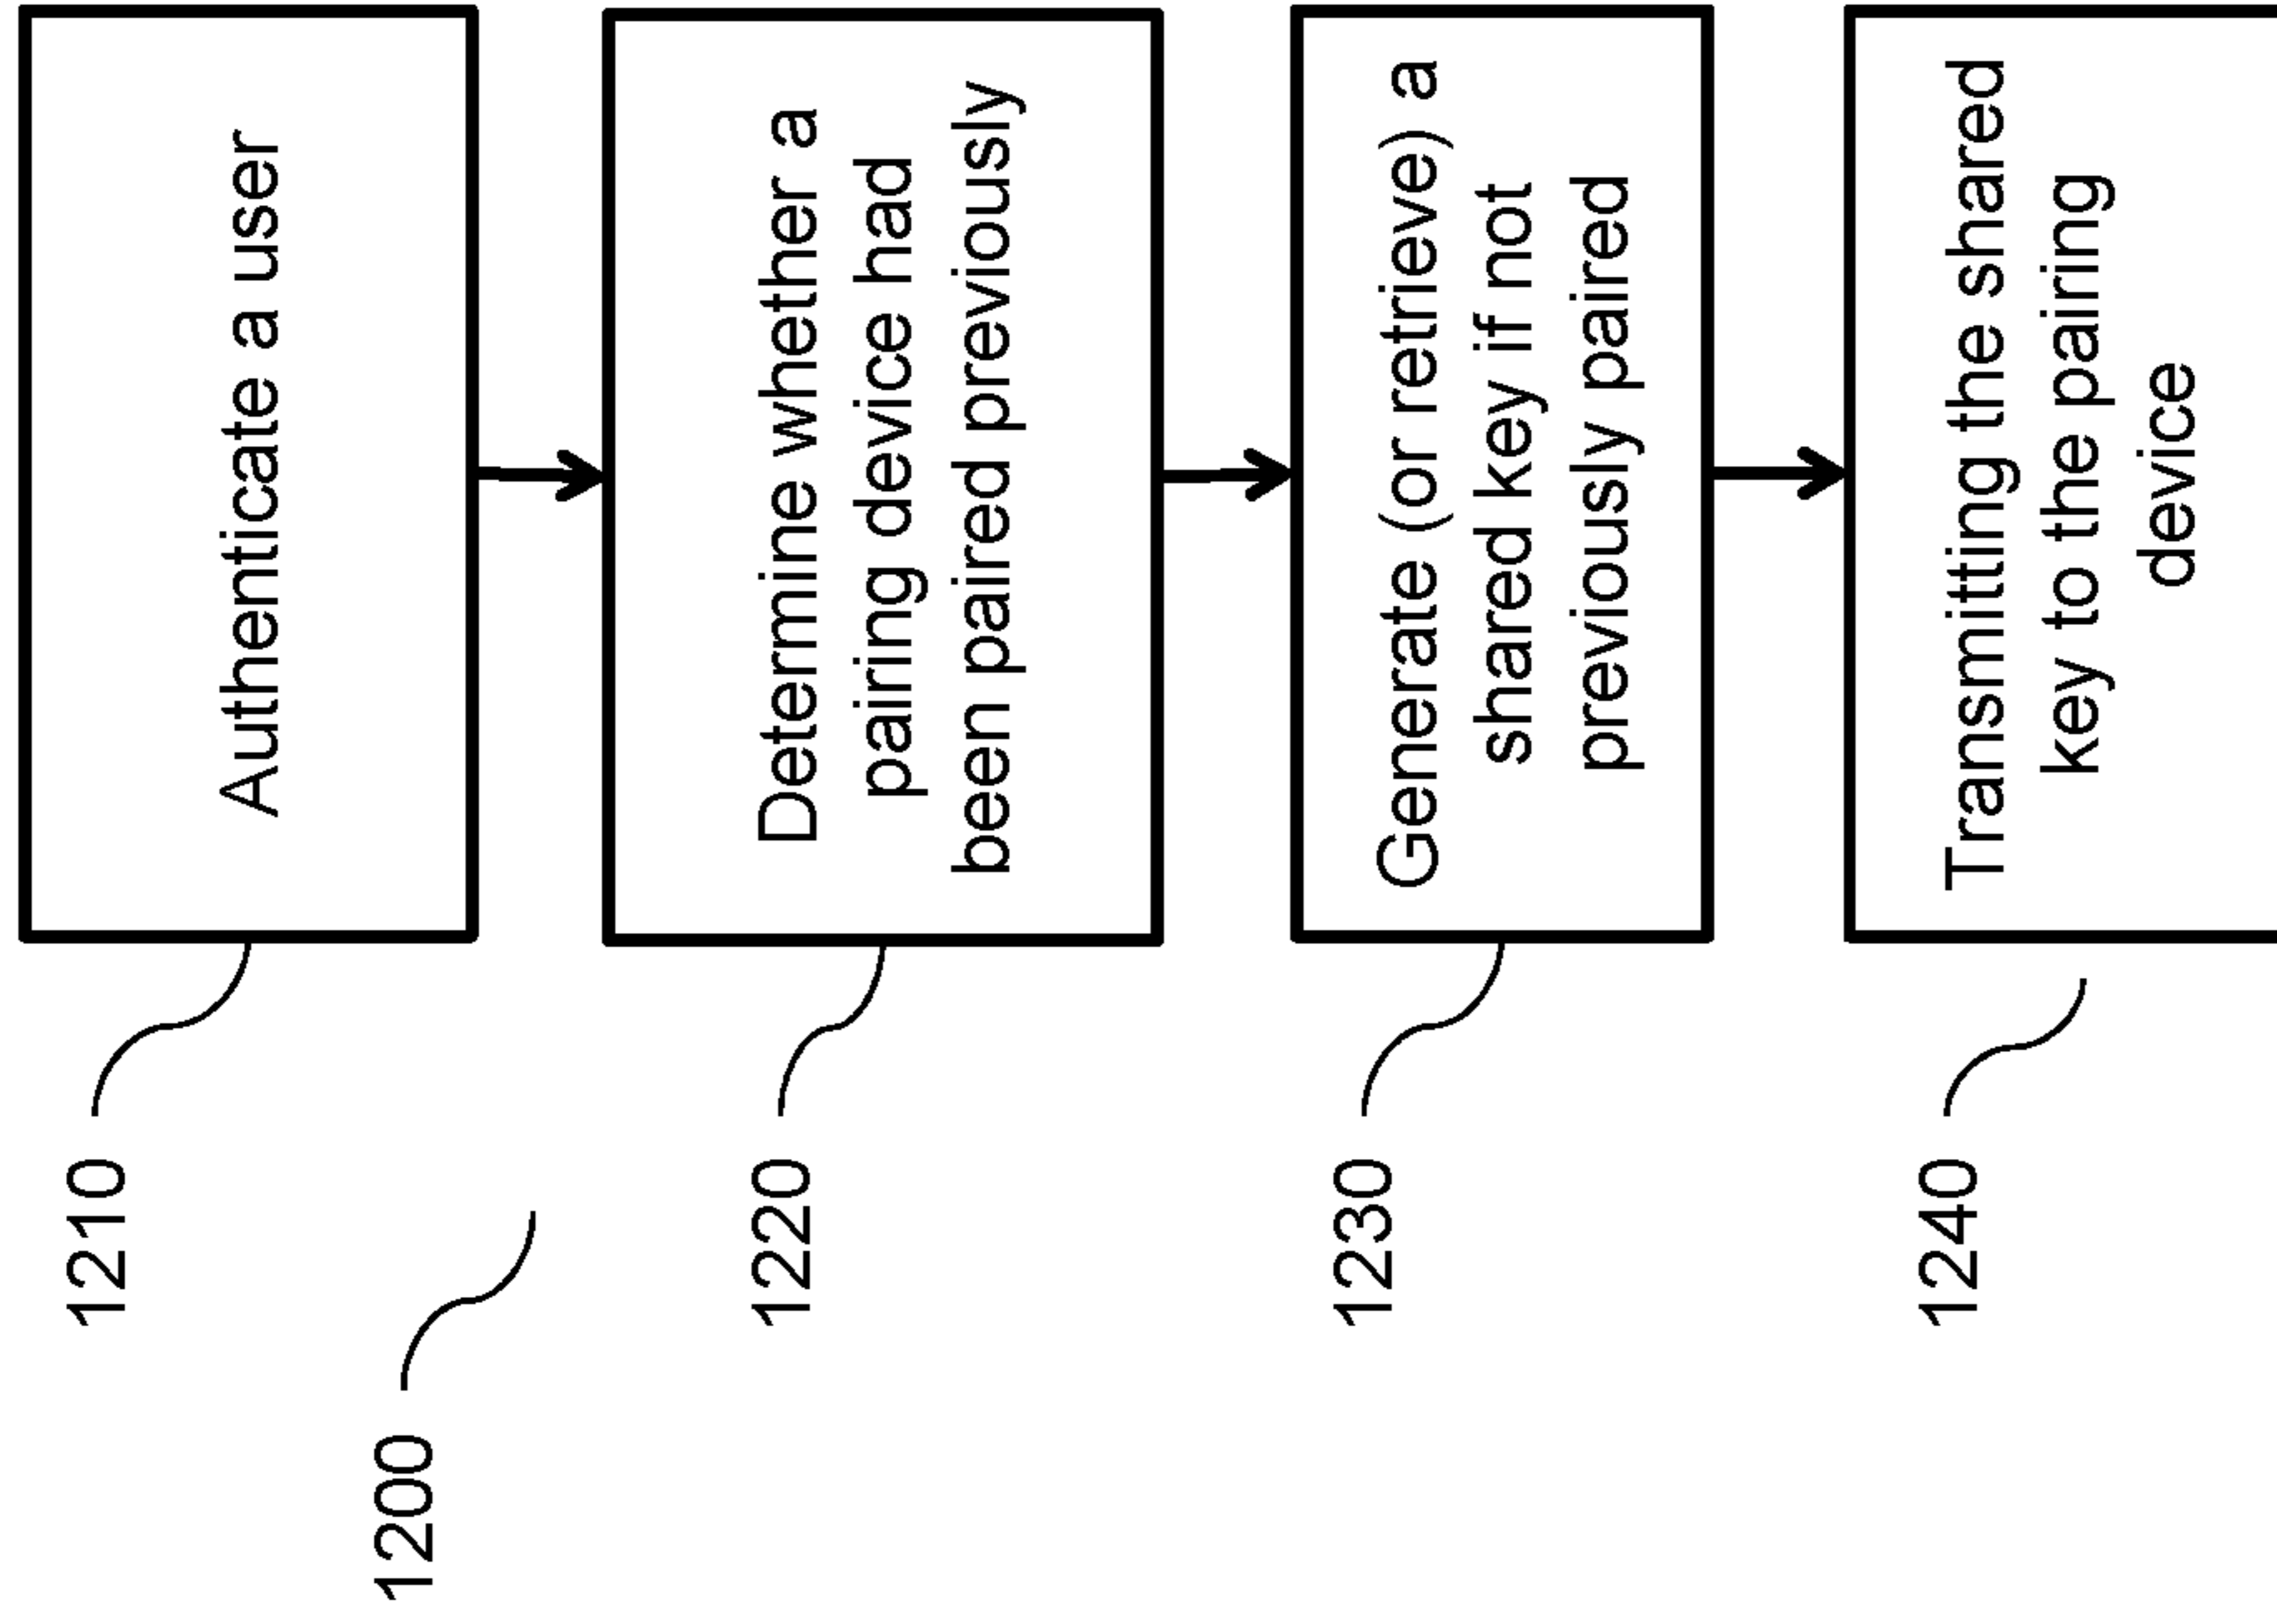 1200
1210
Authenticate a user
1220
Determine whether a
pairing device had
been paired previously
1230
Generate (or retrieve) a
shared key if not
previously paired
1240
Transmitting the shared
key to the pairing
device